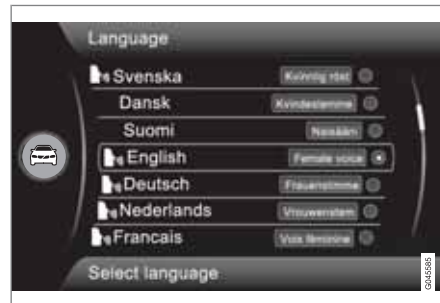 Language
Svenska Kvinnlig röst
Dansk Kvindestemme
Suomi Naisääni
English Female voice
Deutsch Frauenstimme
Nederlands Vrouwenstem
Francais Voix féminine
Select language
G045585